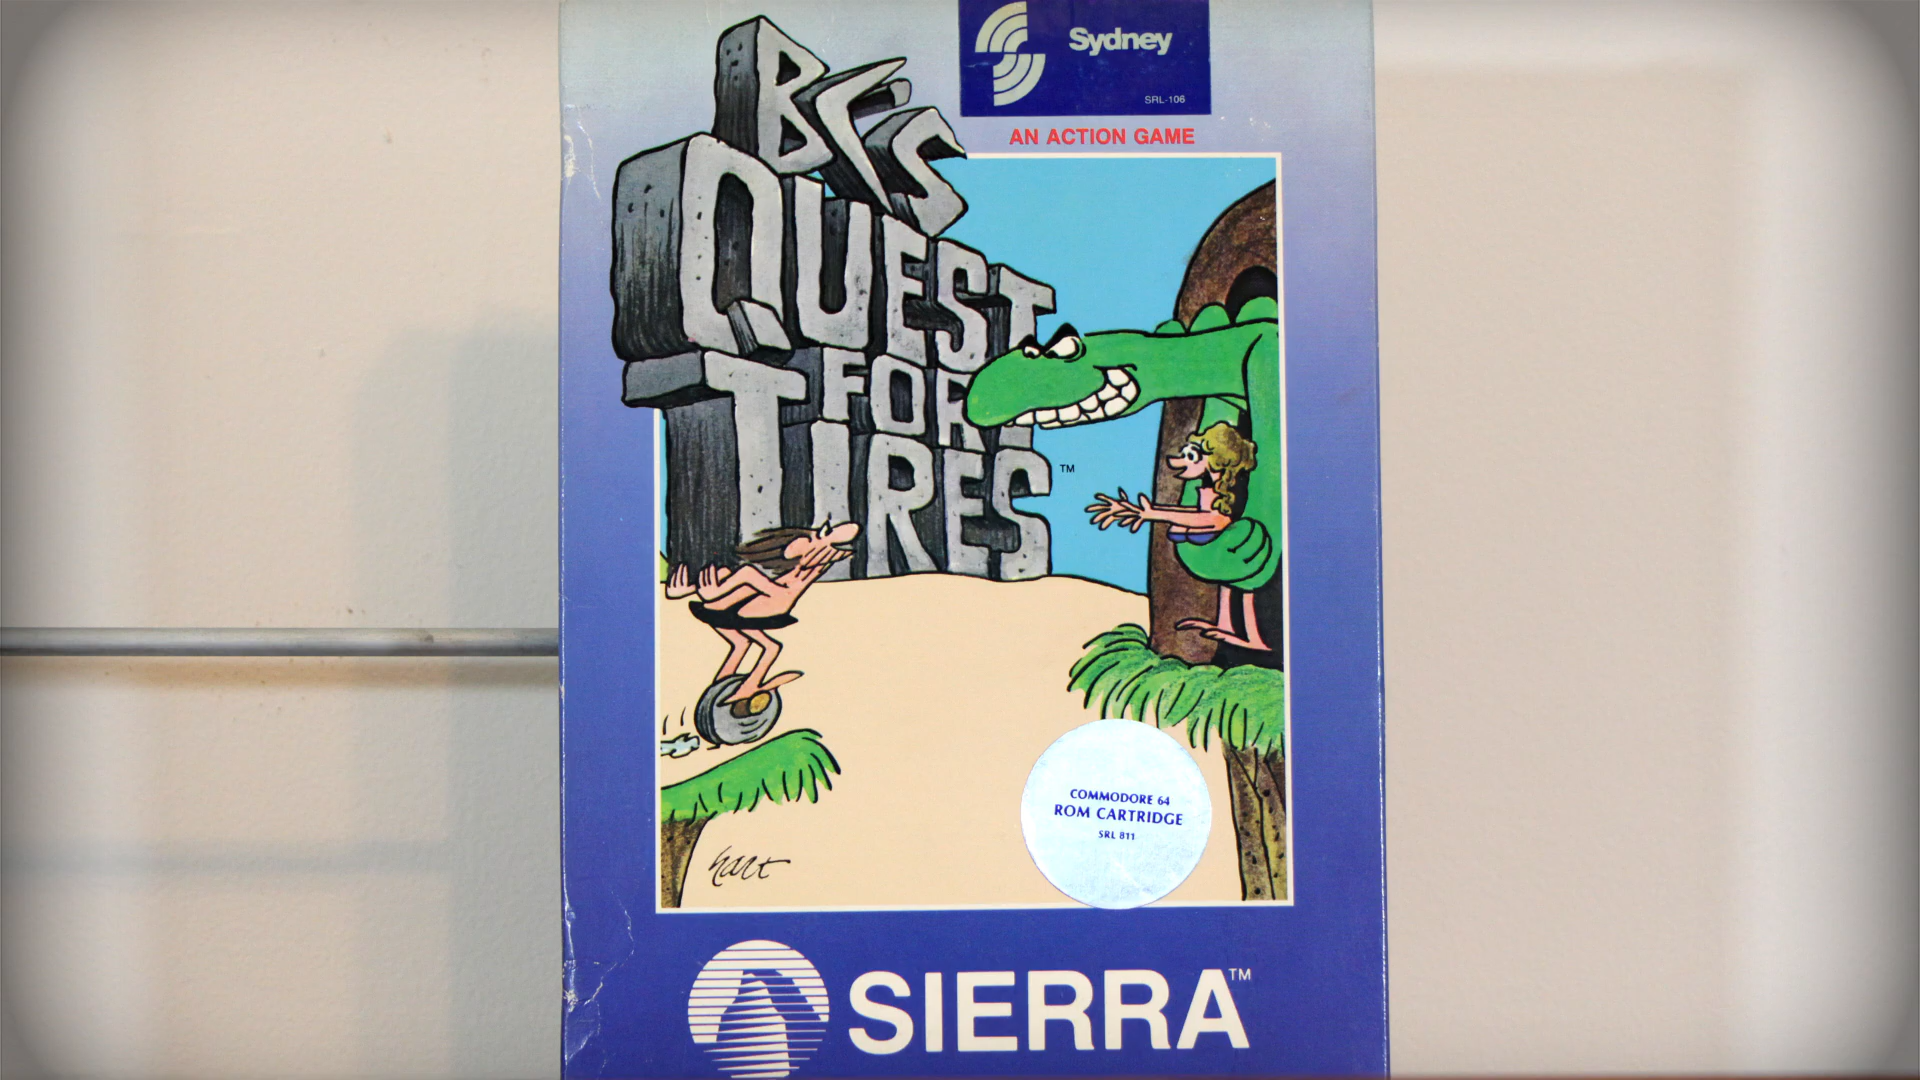 Sydney
SRL-106
AN ACTION GAME
BC'S
QUEST
FOR
TIRES
TM
COMMODORE 64
ROM CARTRIDGE
SRL 811
hart
SIERRA TM